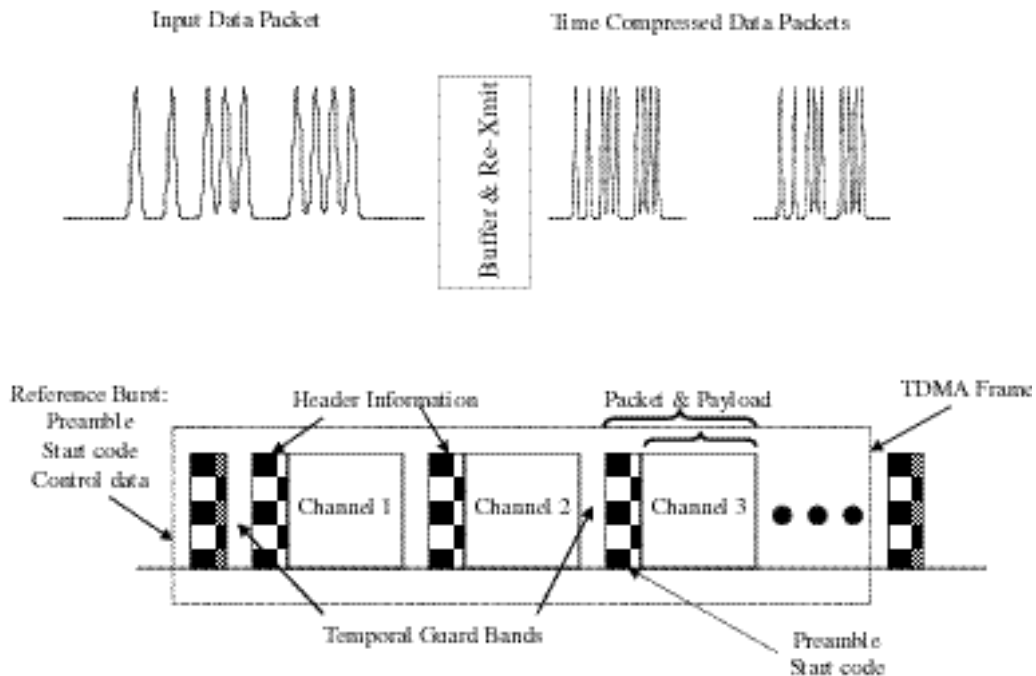 Input Data Packet
Time Compressed Data Packets
Buffer & Re-Xmit
Reference Burst:
Preamble
Start code
Control data
Header Information
Packet & Payload
TDMA Frame
Channel 1
Channel 2
Channel 3
Temporal Guard Bands
Preamble
Start code